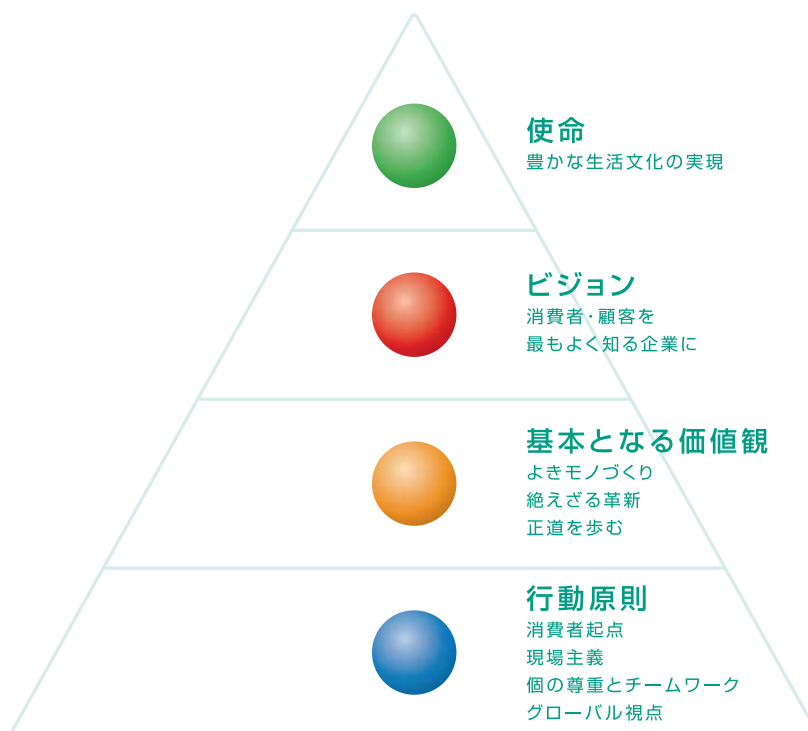 使命
豊かな生活文化の実現
ビジョン
消費者・顧客を
最もよく知る企業に
基本となる価値観
よきモノづくり
絶えざる革新
正道を歩む
行動原則
消費者起点
現場主義
個の尊重とチームワーク
グローバル視点